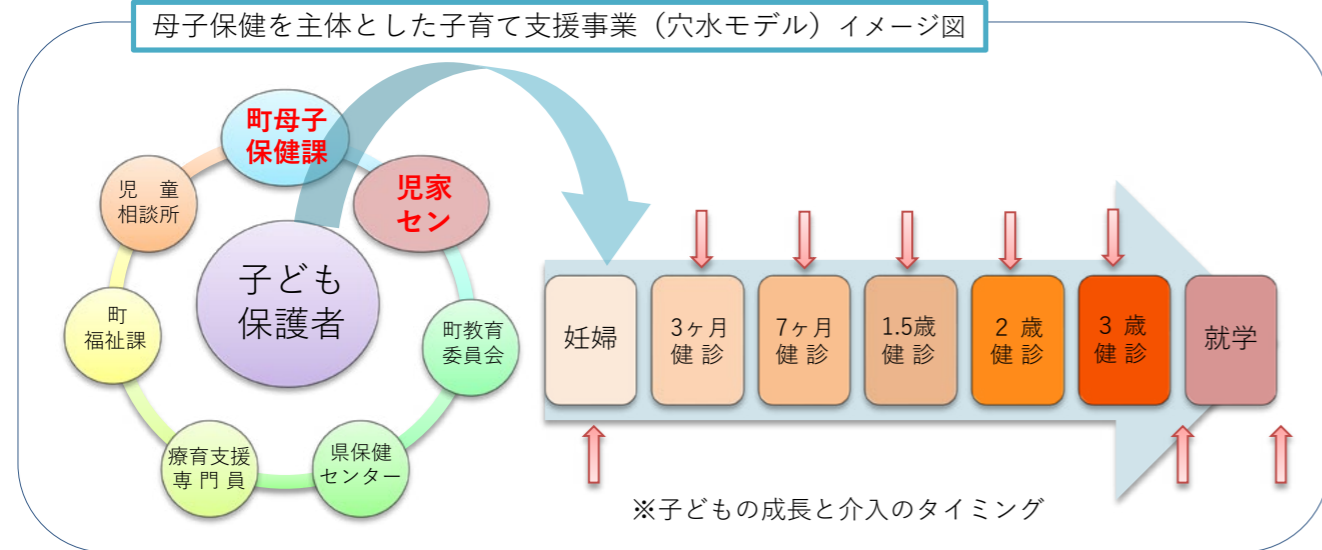 母子保健を主体とした子育て支援事業（穴水モデル）イメージ図
町母子
保健課
児家
セン
児　童
相談所
子ども
保護者
町
福祉課
町教育
委員会
療育支援
専 門 員
県保健
センター
妊婦
3ヶ月
健 診
7ヶ月
健 診
1.5歳
健 診
2 歳
健 診
3 歳
健 診
就学
※子どもの成長と介入のタイミング